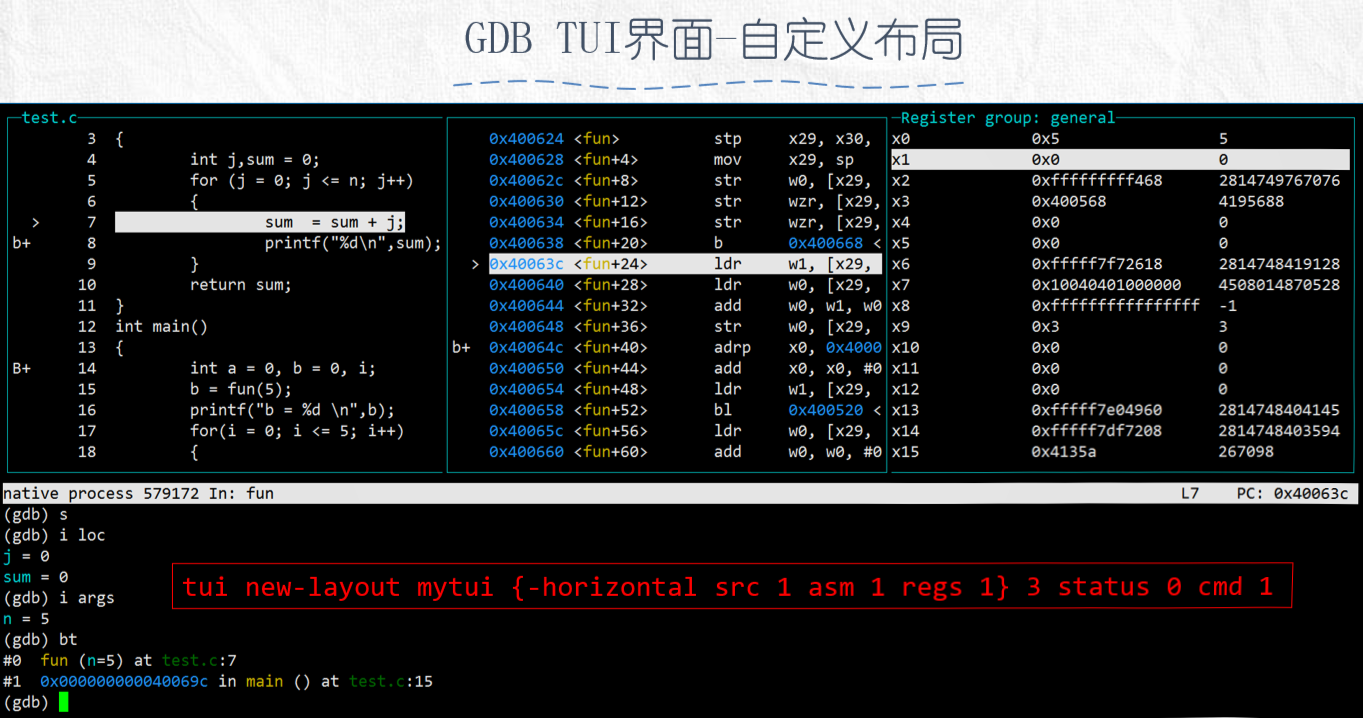 GDB TUI界面-自定义布局
test.c
3 {
4 int j,sum = 0;
5 for (j = 0; j <= n; j++)
6 {
> 7 sum  = sum + j;
b+ 8 printf("%d\n",sum);
9 }
10 return sum;
11 }
12 int main()
13 {
B+ 14 int a = 0, b = 0, i;
15 b = fun(5);
16 printf("b = %d \n",b);
17 for(i = 0; i <= 5; i++)
18 {
0x400624 <fun> stp x29, x30,
0x400628 <fun+4> mov x29, sp
0x40062c <fun+8> str w0, [x29,
0x400630 <fun+12> str wzr, [x29,
0x400634 <fun+16> str wzr, [x29,
0x400638 <fun+20> b 0x400668 <
> 0x40063c <fun+24> ldr w1, [x29,
0x400640 <fun+28> ldr w0, [x29,
0x400644 <fun+32> add w0, w1, w0
0x400648 <fun+36> str w0, [x29,
b+ 0x40064c <fun+40> adrp x0, 0x4000
0x400650 <fun+44> add x0, x0, #0
0x400654 <fun+48> ldr w1, [x29,
0x400658 <fun+52> bl 0x400520 <
0x40065c <fun+56> ldr w0, [x29,
0x400660 <fun+60> add w0, w0, #0
Register group: general
x0 0x5 5
x1 0x0 0
x2 0xfffffffff468 2814749767076
x3 0x400568 4195688
x4 0x0 0
x5 0x0 0
x6 0xfffff7f72618 2814748419128
x7 0x10040401000000 4508014870528
x8 0xffffffffffffffff -1
x9 0x3 3
x10 0x0 0
x11 0x0 0
x12 0x0 0
x13 0xfffff7e04960 2814748404145
x14 0xfffff7df7208 2814748403594
x15 0x4135a 267098
native process 579172 In: fun L7 PC: 0x40063c
(gdb) s
(gdb) i loc
j = 0
sum = 0
(gdb) i args
n = 5
(gdb) bt
#0 fun (n=5) at test.c:7
#1 0x000000000040069c in main () at test.c:15
(gdb)
tui new-layout mytui {-horizontal src 1 asm 1 regs 1} 3 status 0 cmd 1